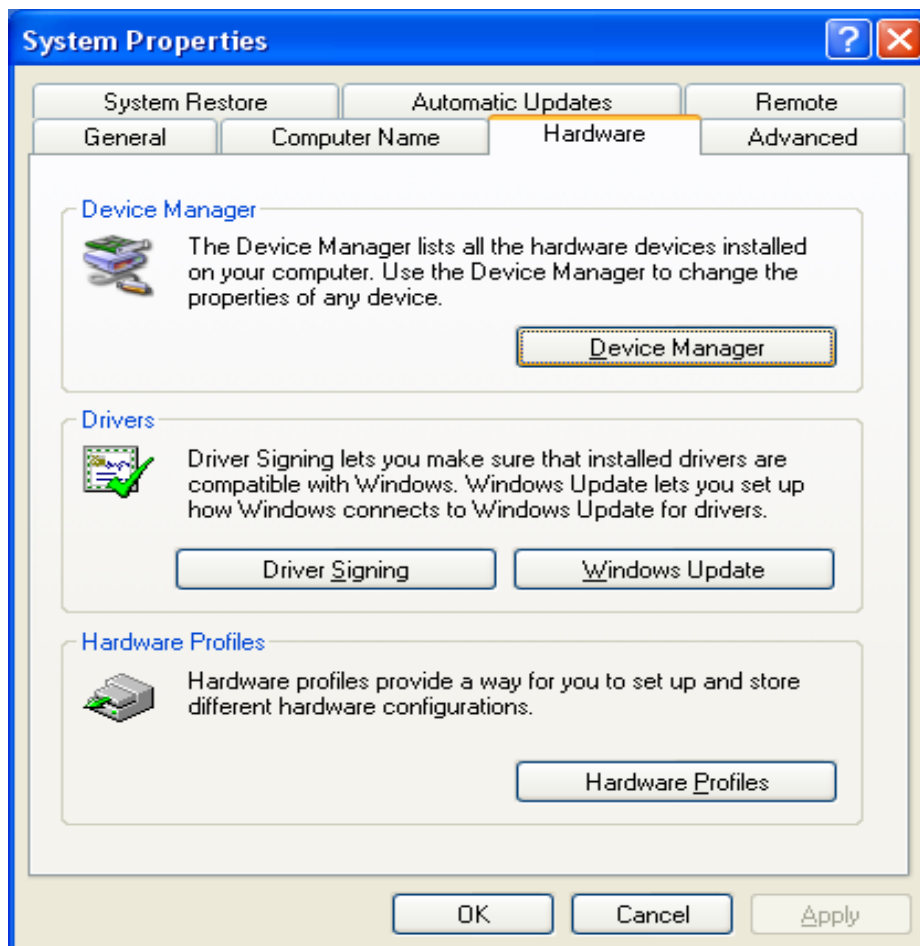 System Properties
System Restore Automatic Updates Remote
General Computer Name Hardware Advanced
Device Manager
The Device Manager lists all the hardware devices installed
on your computer. Use the Device Manager to change the
properties of any device.
Device Manager
Drivers
Driver Signing lets you make sure that installed drivers are
compatible with Windows. Windows Update lets you set up
how Windows connects to Windows Update for drivers.
Driver Signing Windows Update
Hardware Profiles
Hardware profiles provide a way for you to set up and store
different hardware configurations.
Hardware Profiles
OK Cancel Apply